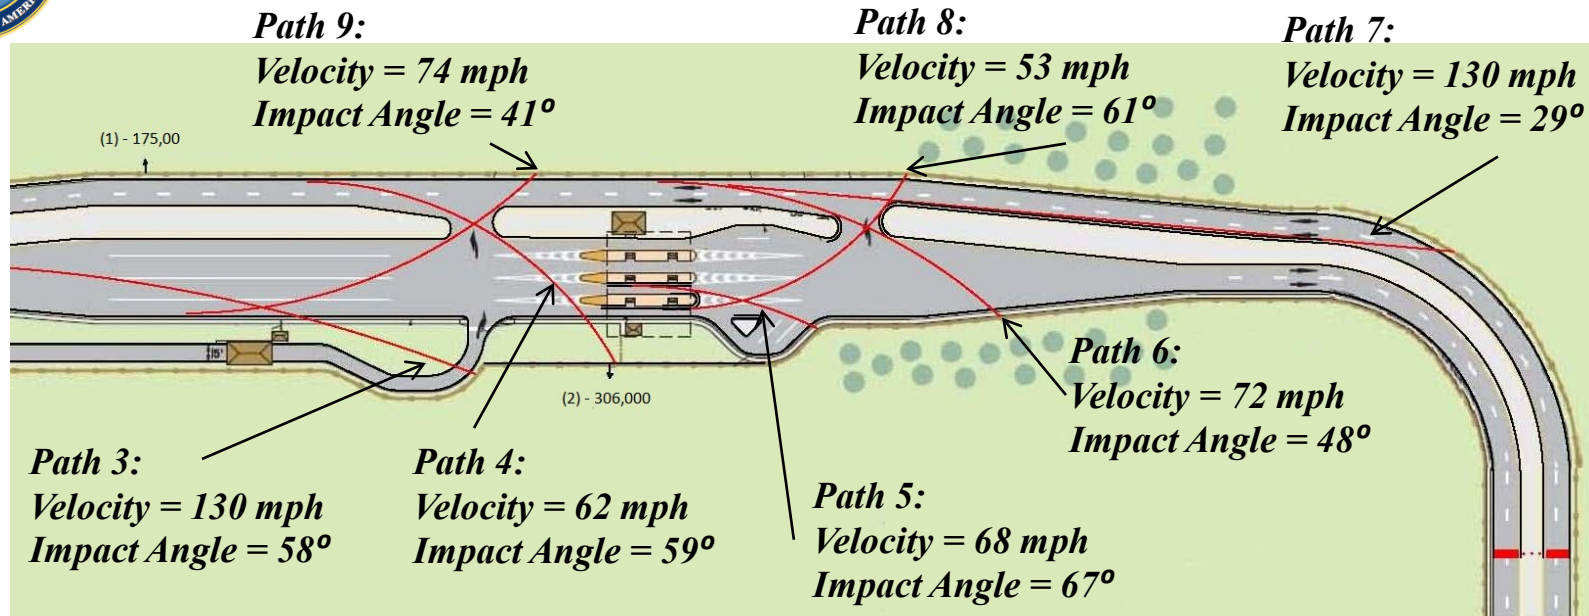 AMERI
Path 9:
Velocity = 74 mph
Impact Angle = 41º
Path 8:
Velocity = 53 mph
Impact Angle = 61º
Path 7:
Velocity = 130 mph
Impact Angle = 29º
(1) - 175,00
15'
(2) - 306,000
Path 3:
Velocity = 130 mph
Impact Angle = 58º
Path 4:
Velocity = 62 mph
Impact Angle = 59º
Path 5:
Velocity = 68 mph
Impact Angle = 67º
Path 6:
Velocity = 72 mph
Impact Angle = 48º